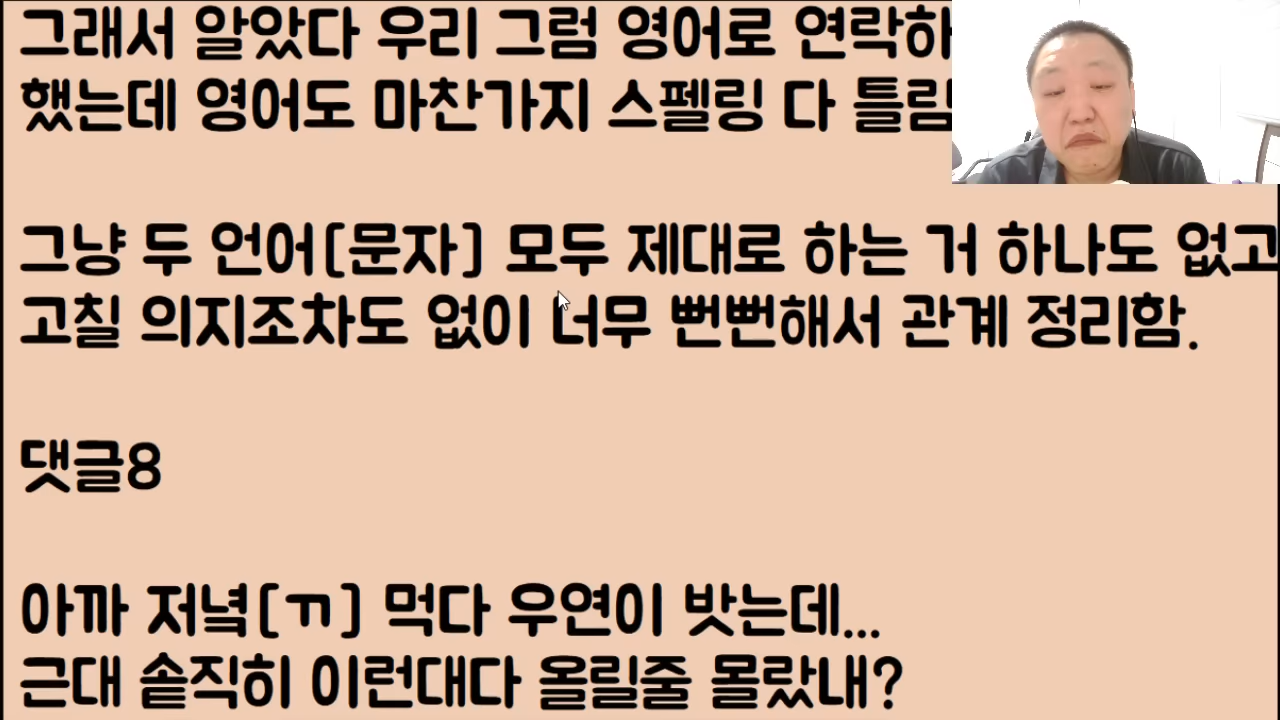 그래서 알았다 우리 그럼 영어로 연락하
했는데 영어도 마찬가지 스펠링 다 틀림
그냥 두 언어[문자] 모두 제대로 하는 거 하나도 없고
고칠 의지조차도 없이 너무 뻔뻔해서 관계 정리함.
댓글8
아까 저녘[ㄲ] 먹다 우연이 밧는데...
근대 솥직히 이런대다 올릴줄 몰랐내?